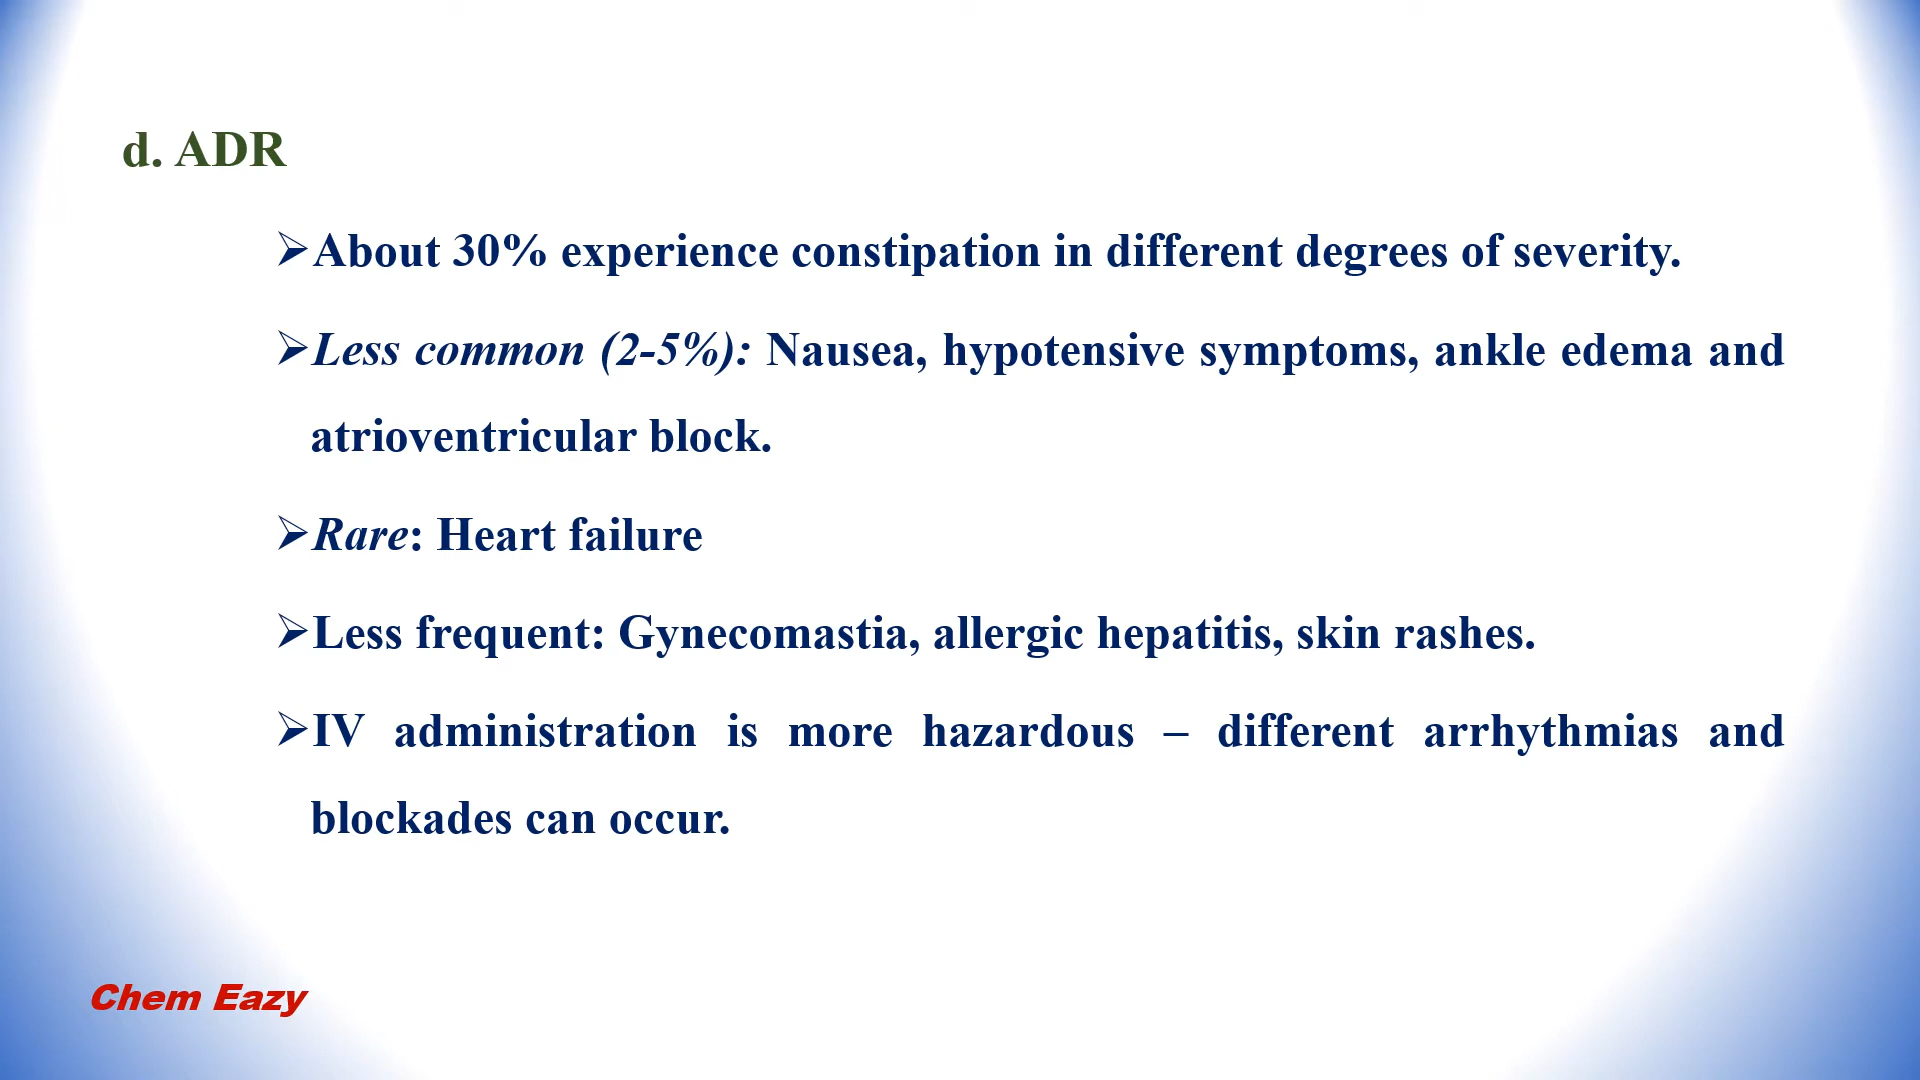 d. ADR
➢About 30% experience constipation in different degrees of severity.
➢Less common (2-5%): Nausea, hypotensive symptoms, ankle edema and
atrioventricular block.
➢Rare: Heart failure
➢Less frequent: Gynecomastia, allergic hepatitis, skin rashes.
➢IV administration is more hazardous – different arrhythmias and
blockades can occur.
Chem Eazy